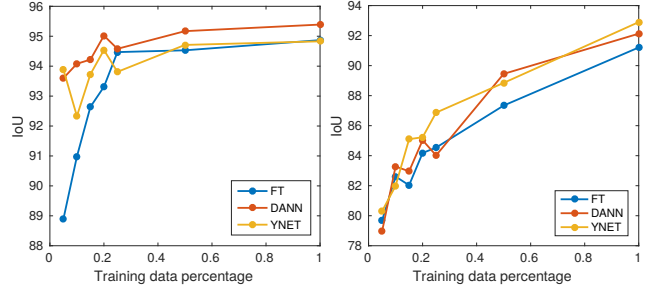 96
95
94
93
92
91
90
89
88
IoU
0 0.2 0.4 0.6 0.8 1
Training data percentage
FT
DANN
YNET
94
92
90
88
86
84
82
80
78
IoU
0 0.2 0.4 0.6 0.8 1
Training data percentage
FT
DANN
YNET